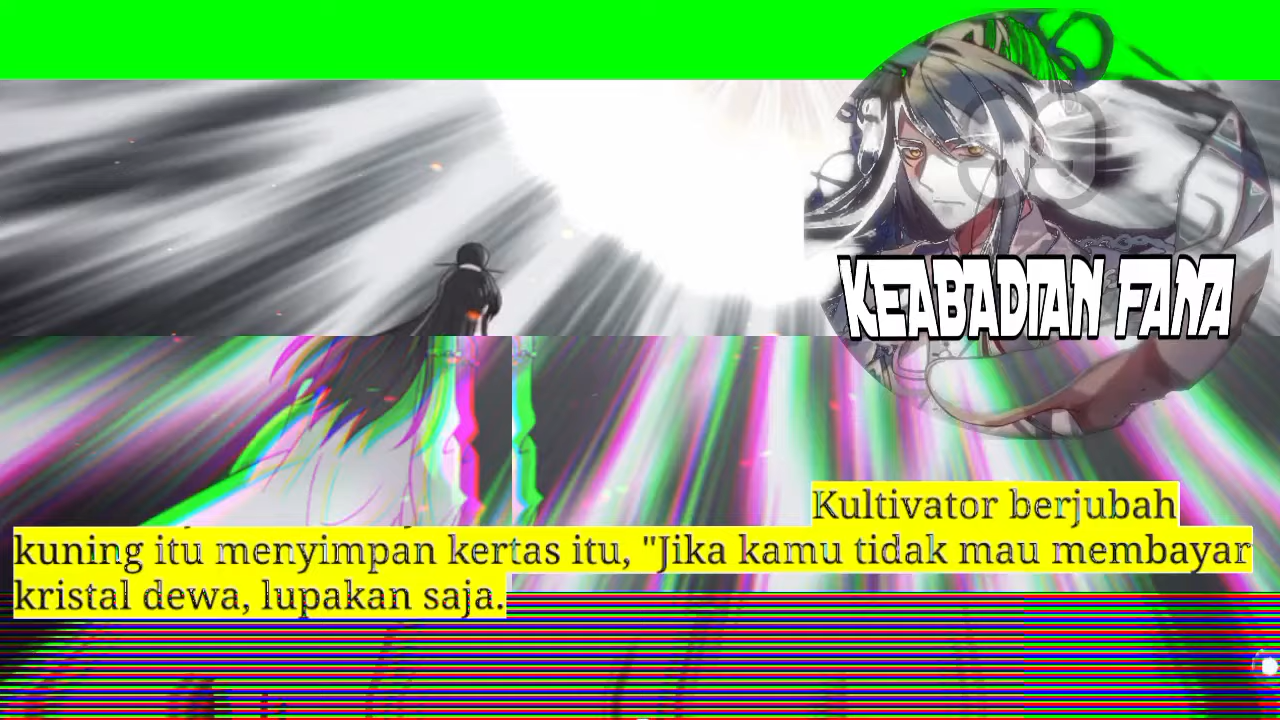 KEABADIAN FANA
Kultivator berjubah
kuning itu menyimpan kertas itu, "Jika kamu tidak mau membayar
kristal dewa, lupakan saja.